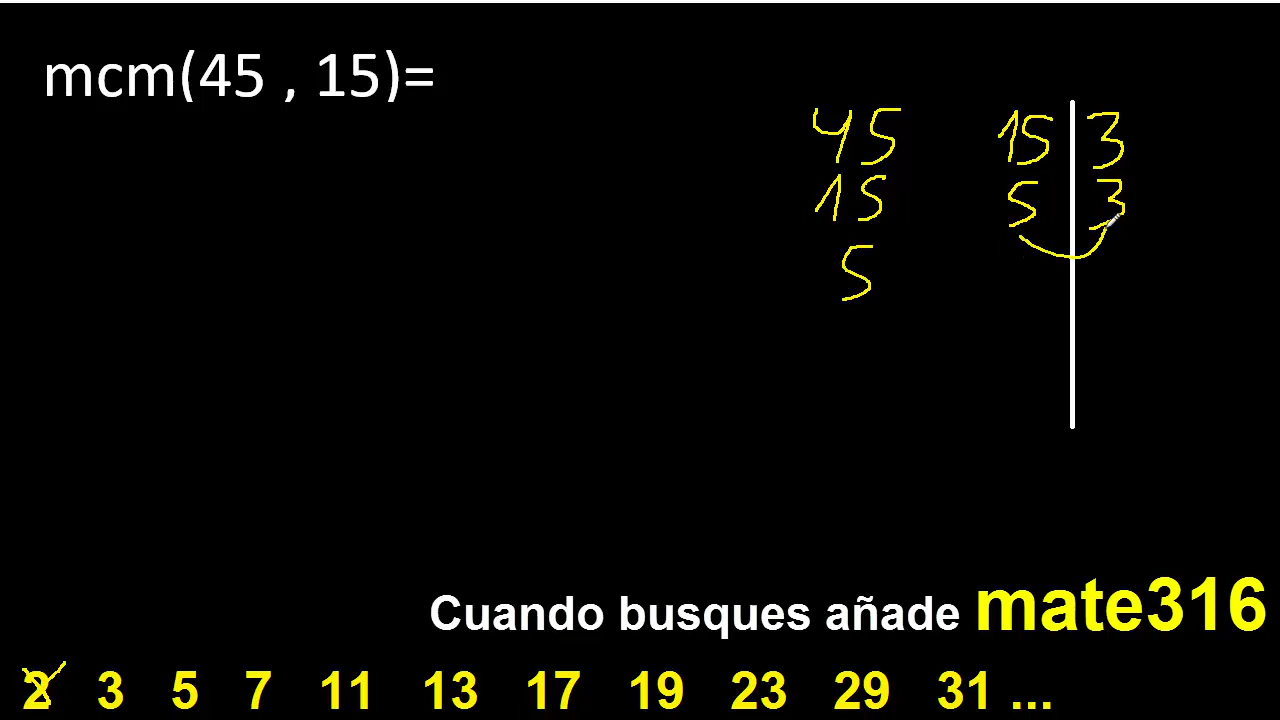 mcm(45 , 15)=
45 15 3
15 5 3
5
Cuando busques añade mate316
2 3 5 7 11 13 17 19 23 29 31 ...